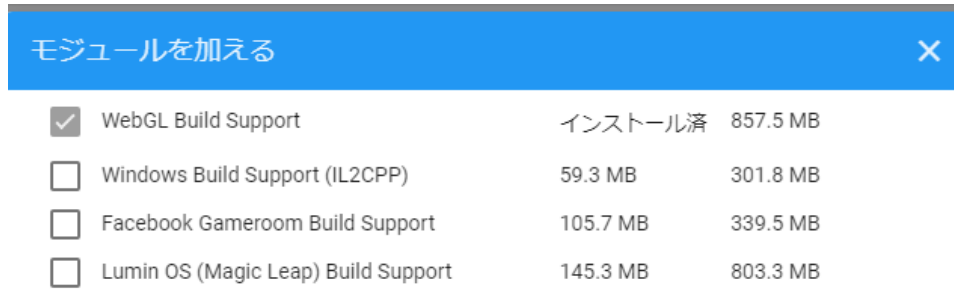 モジュールを加える
WebGL Build Support インストール済 857.5 MB
Windows Build Support (IL2CPP) 59.3 MB 301.8 MB
Facebook Gameroom Build Support 105.7 MB 339.5 MB
Lumin OS (Magic Leap) Build Support 145.3 MB 803.3 MB